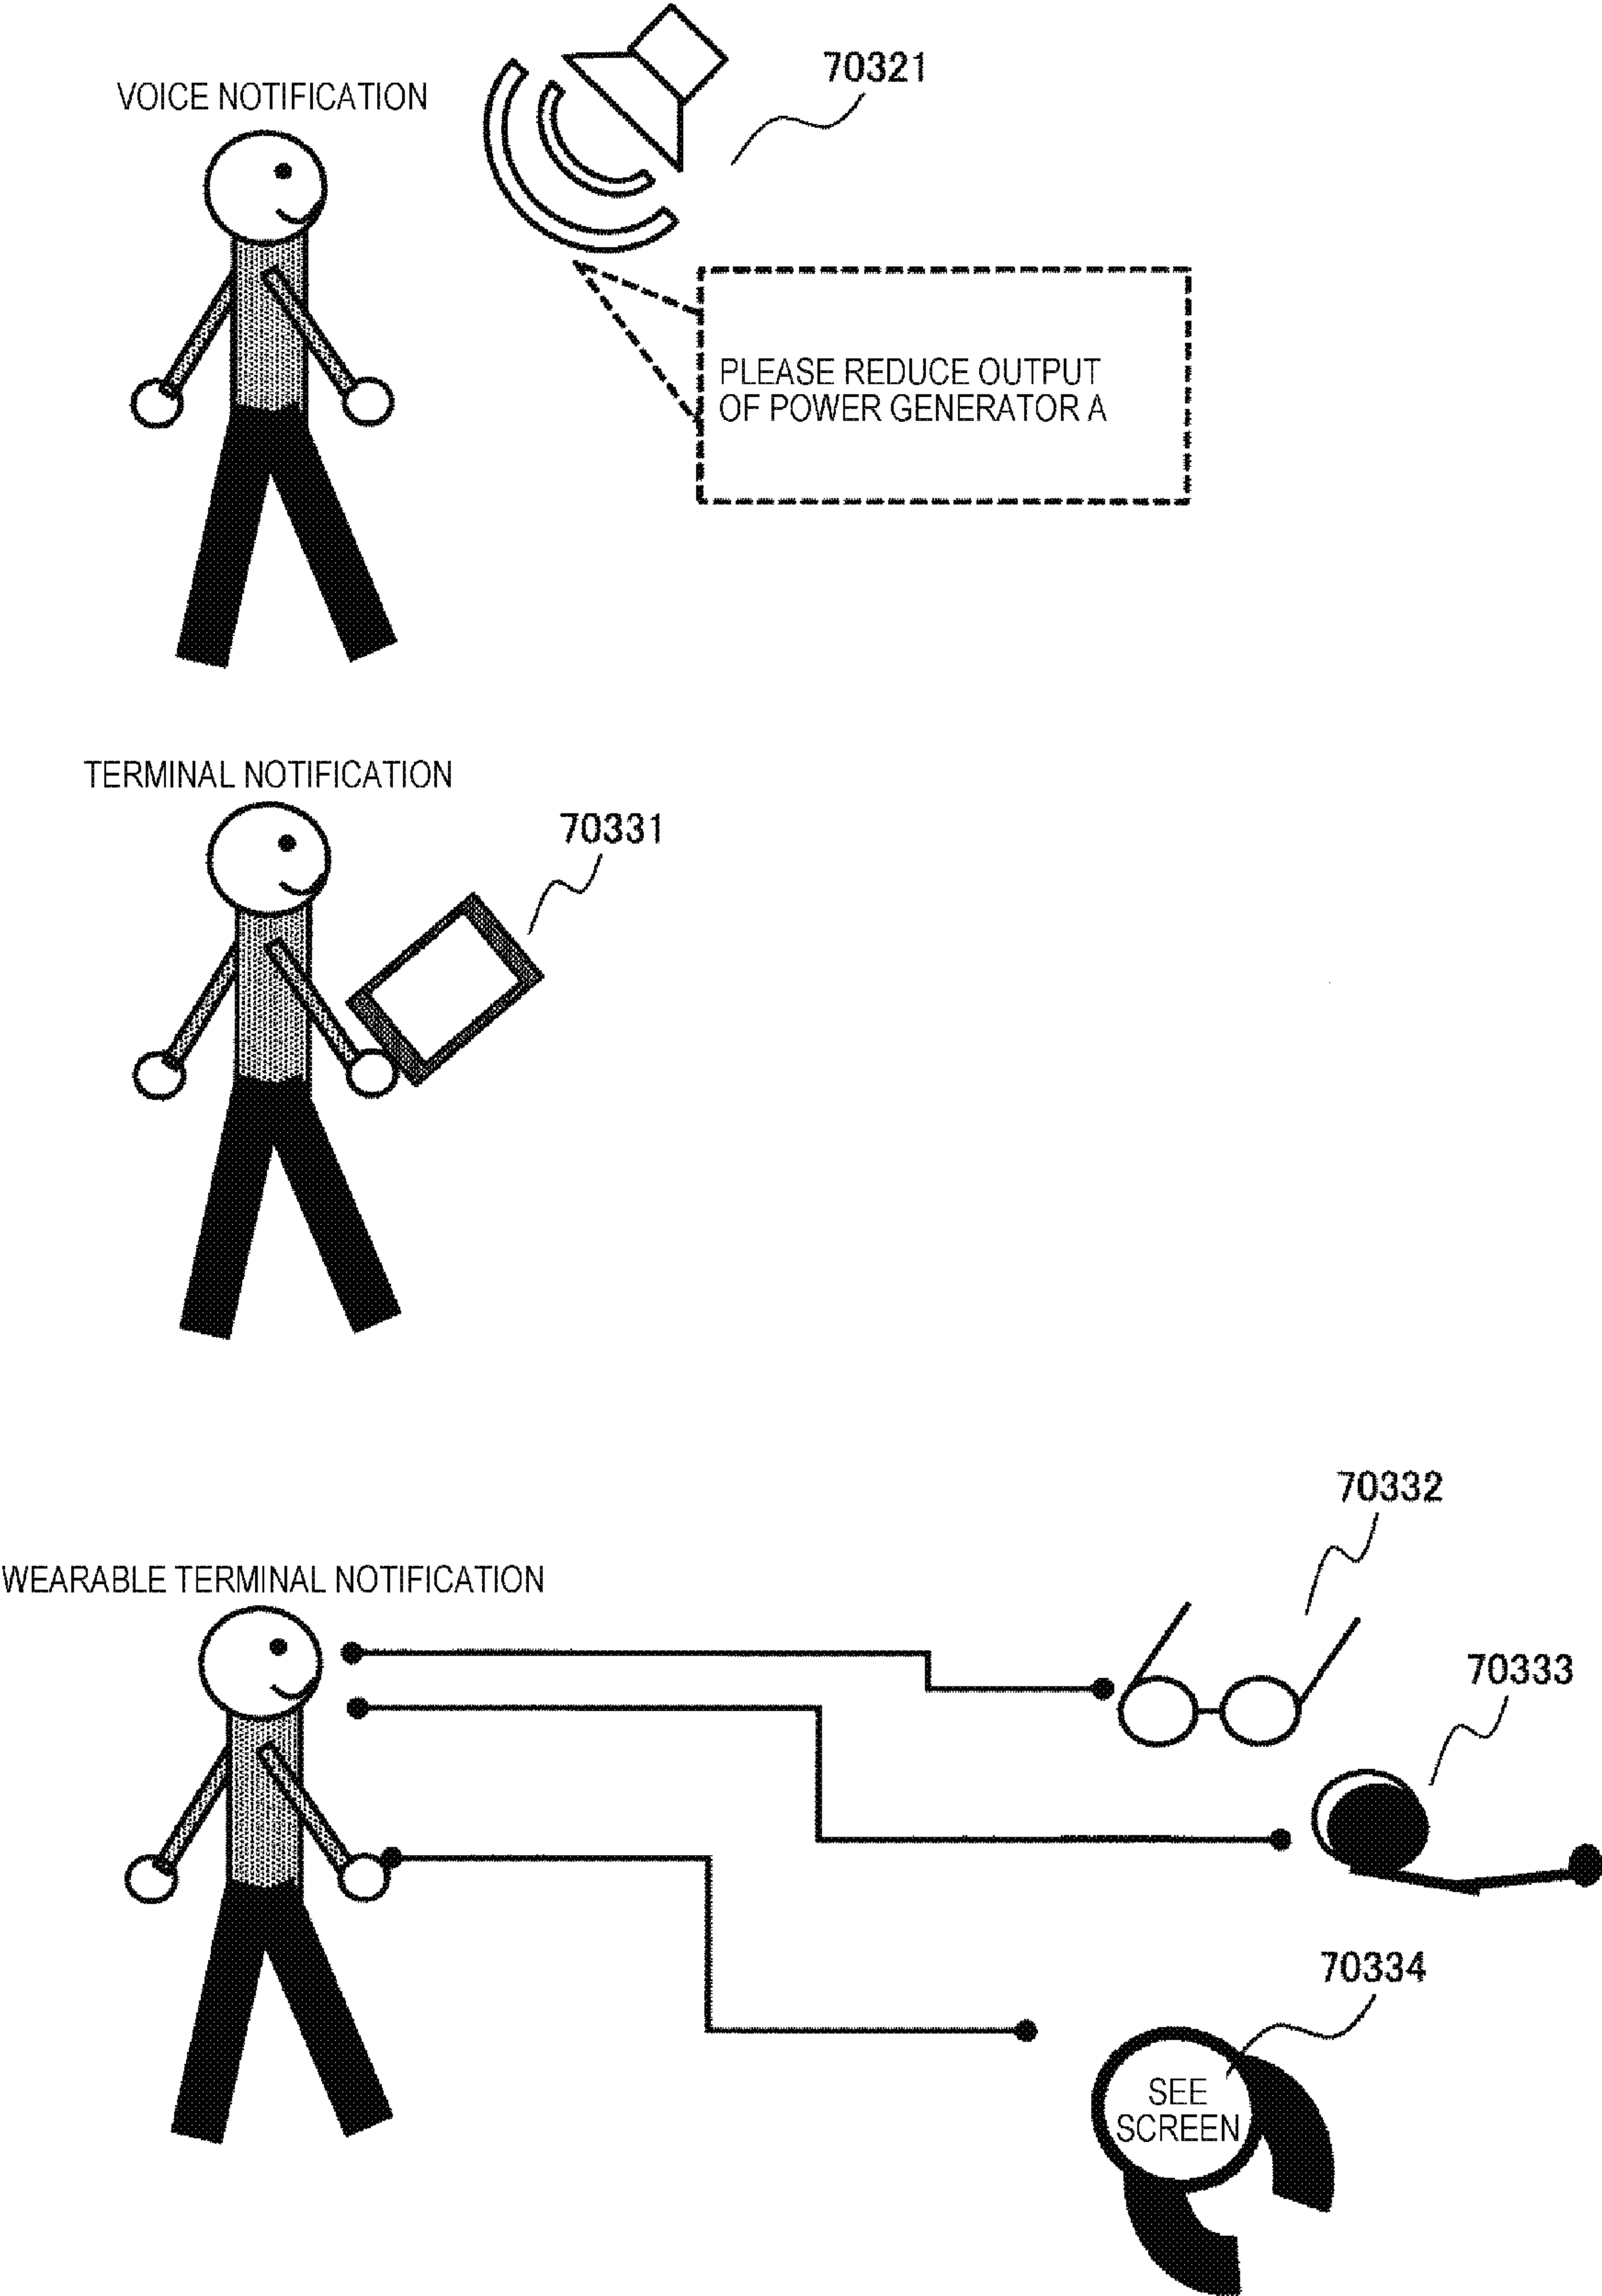 70321
VOICE NOTIFICATION
PLEASE REDUCE OUTPUT
OF POWER GENERATOR A
TERMINAL NOTIFICATION
70331
70332
WEARABLE TERMINAL NOTIFICATION
70333
70334
SEE
SCREEN